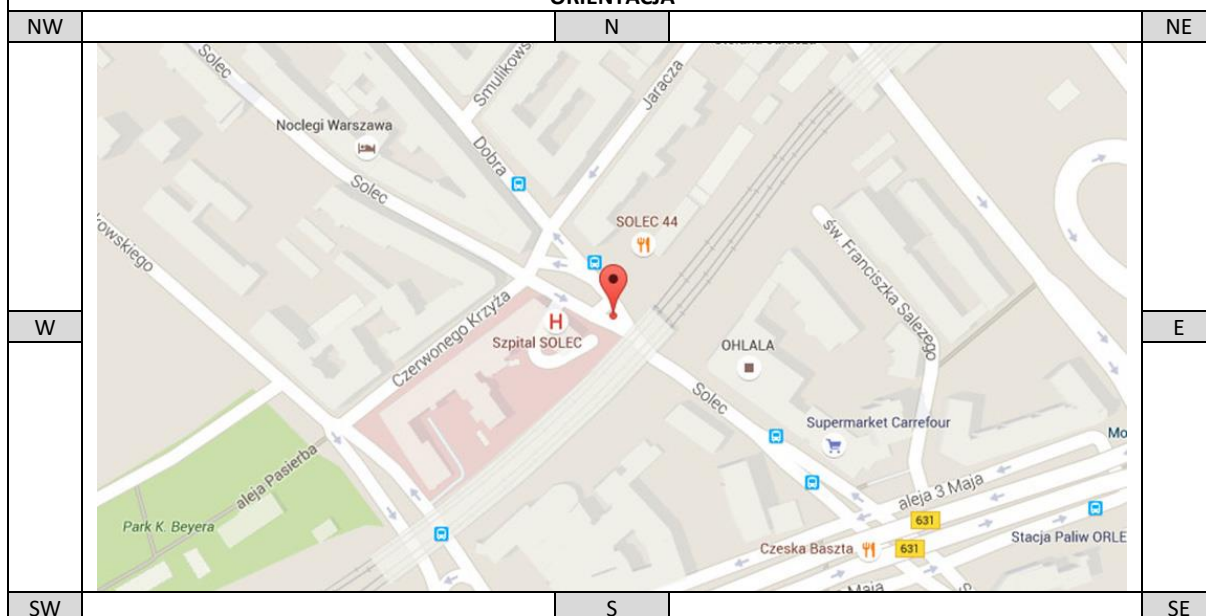 ORIENTACJA
NW
N
NE
Solec
Smulikows
Jaracza
Noclegi Warszawa
Dobra
Solec
SOLEC 44
owskiego
św. Franciszka Salezego
Czerwonego Krzyża
W
H
Szpital SOLEC
OHLALA
E
Solec
Supermarket Carrefour
Mo
aleja Pasierba
aleja 3 Maja
Park K. Beyera
631
Stacja Paliw ORLE
Czeska Baszta
631
Maja
SW
S
SE